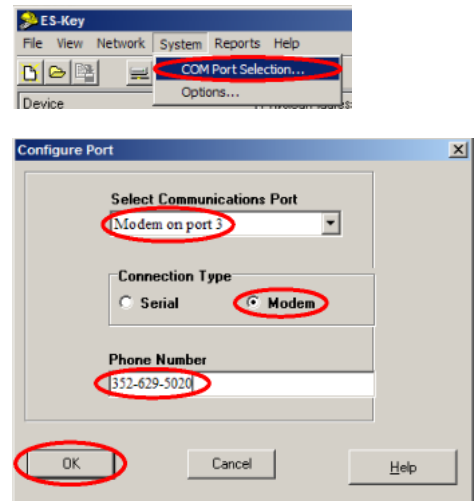 ES-Key
File View Network System Reports Help
COM Port Selection...
Device
Options...
Configure Port
Select Communications Port
Modem on port 3
Connection Type
Serial Modem
Phone Number
352-629-5020
OK Cancel Help